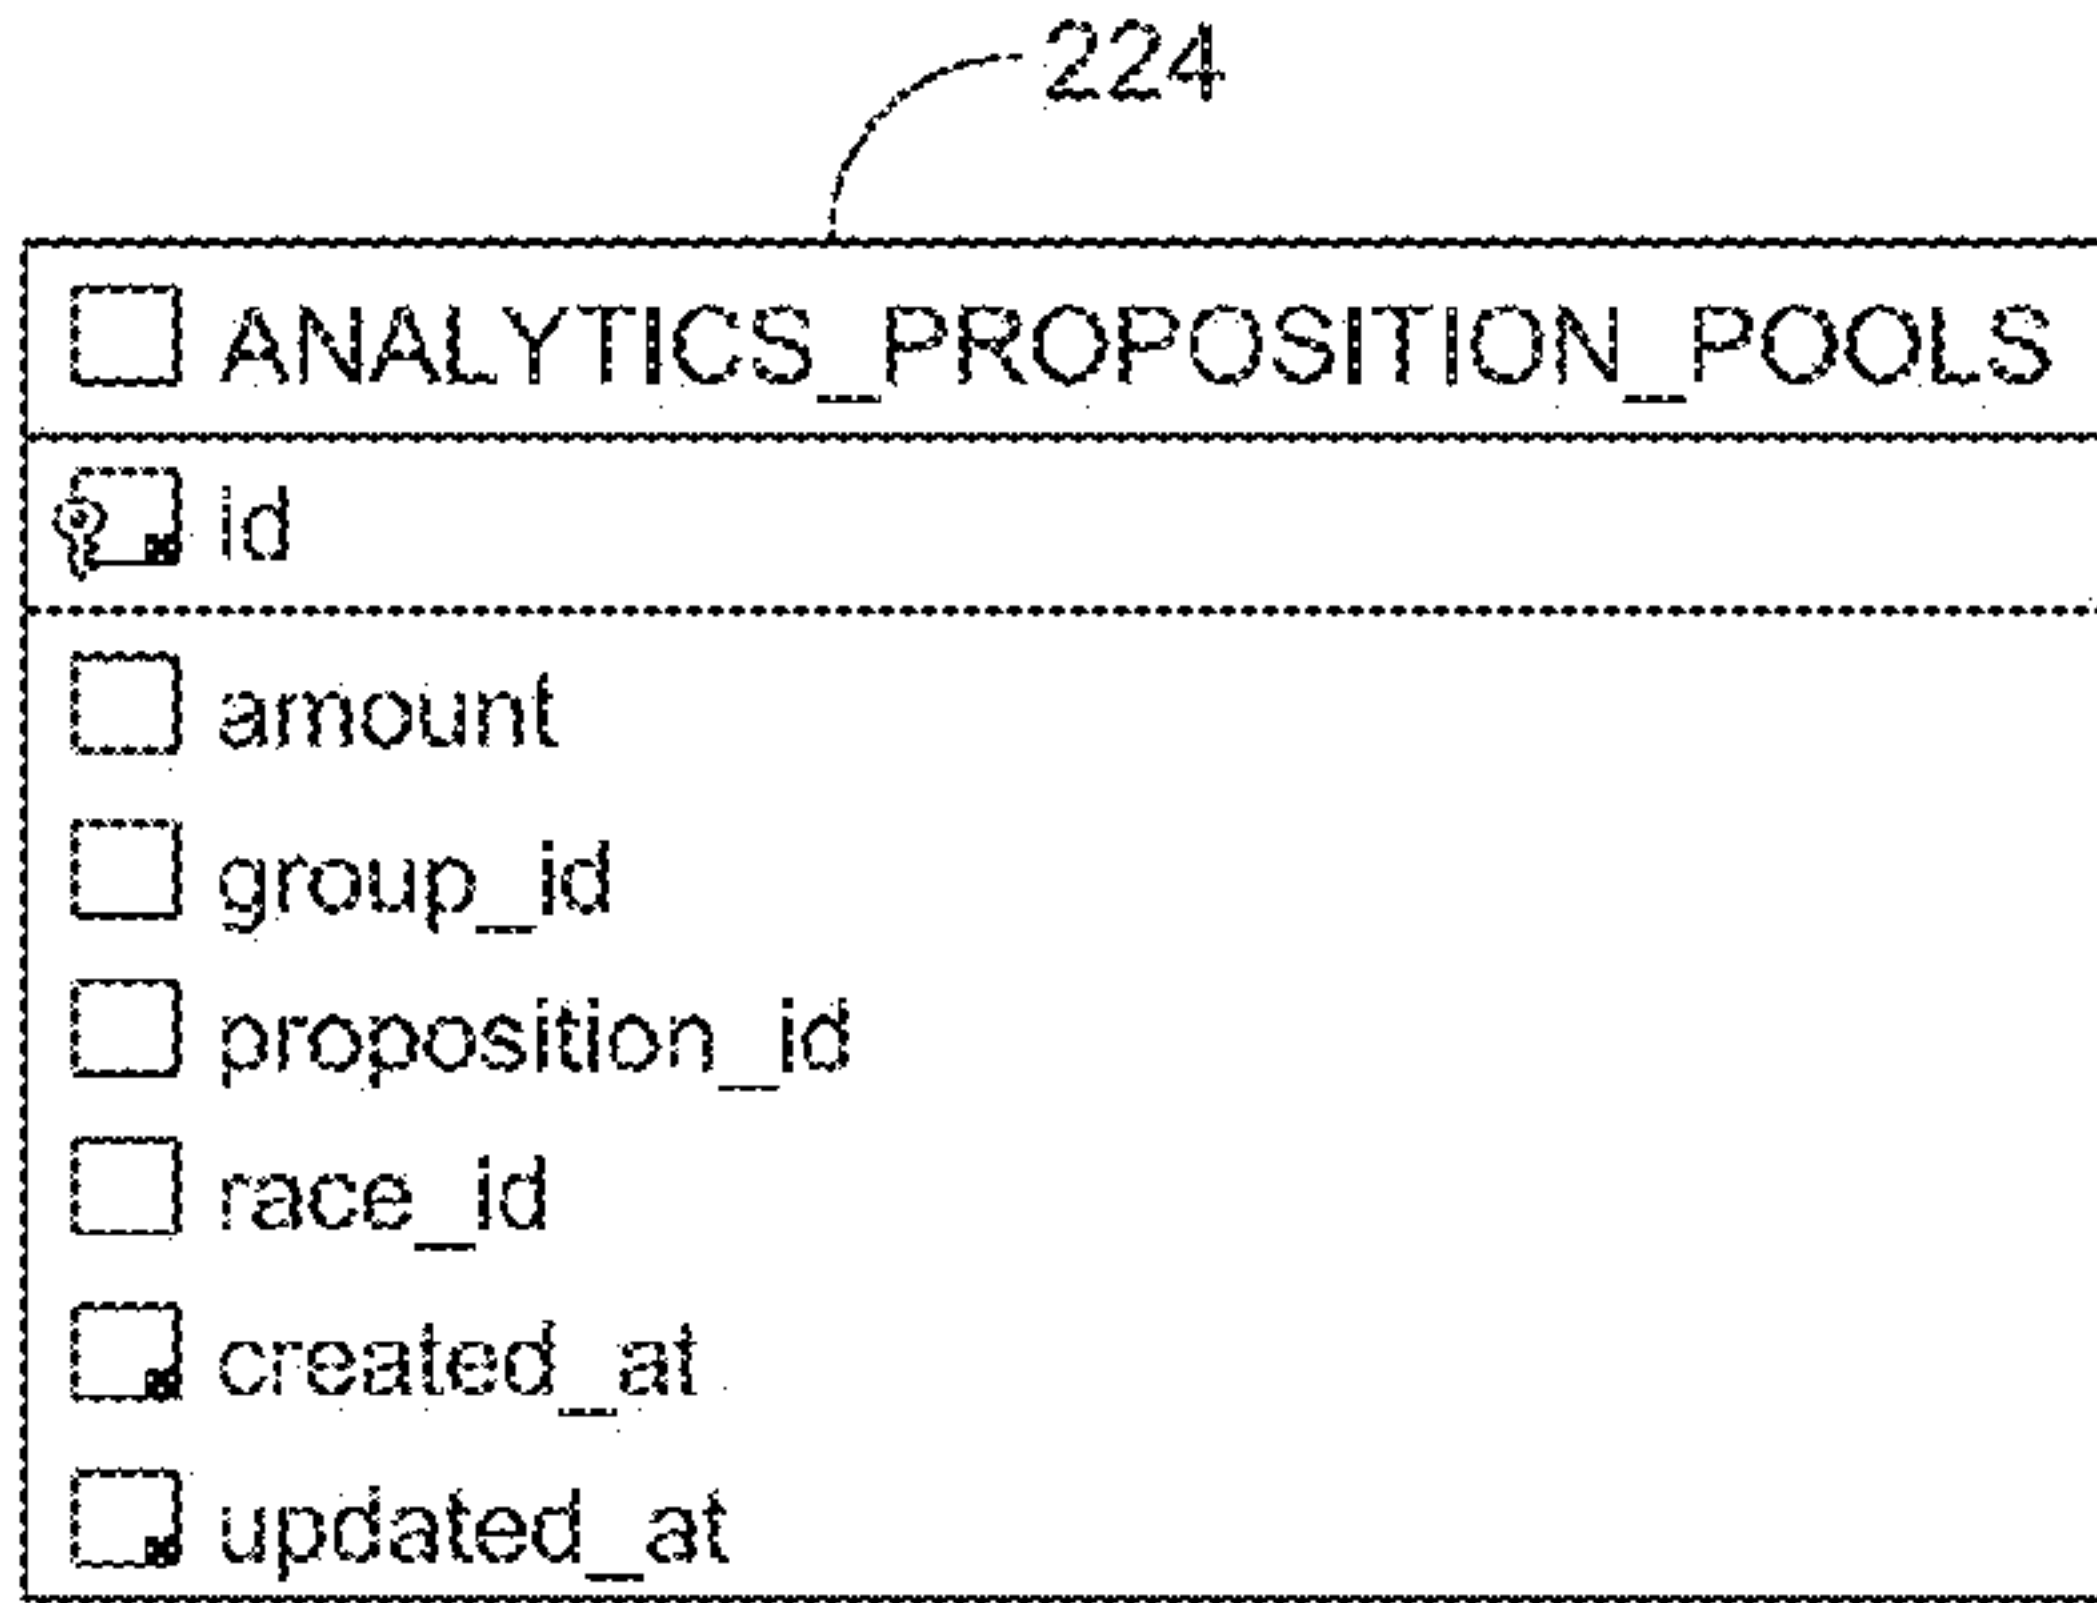 224
ANALYTICS_PROPOSITION_POOLS
id
amount
group_id
proposition_id
race_id
created_at
updated_at